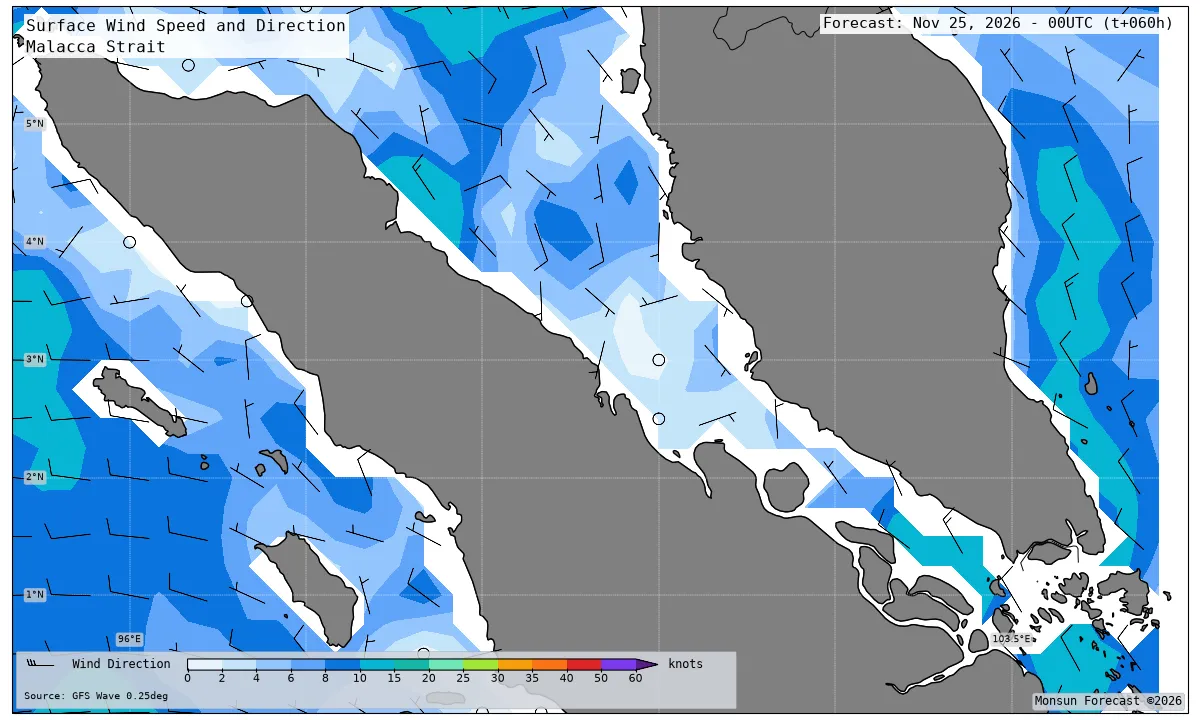 Surface Wind Speed and Direction
Malacca Strait
Forecast: Nov 25, 2026 - 00UTC (t+060h)
5°N
4°N
3°N
2°N
1°N
96°E
103.5°E
Wind Direction
0 2 4 6 8 10 12 15 20 25 30 35 40 50 60
knots
Source: GFS Wave 0.25deg
Monsun Forecast ©2026